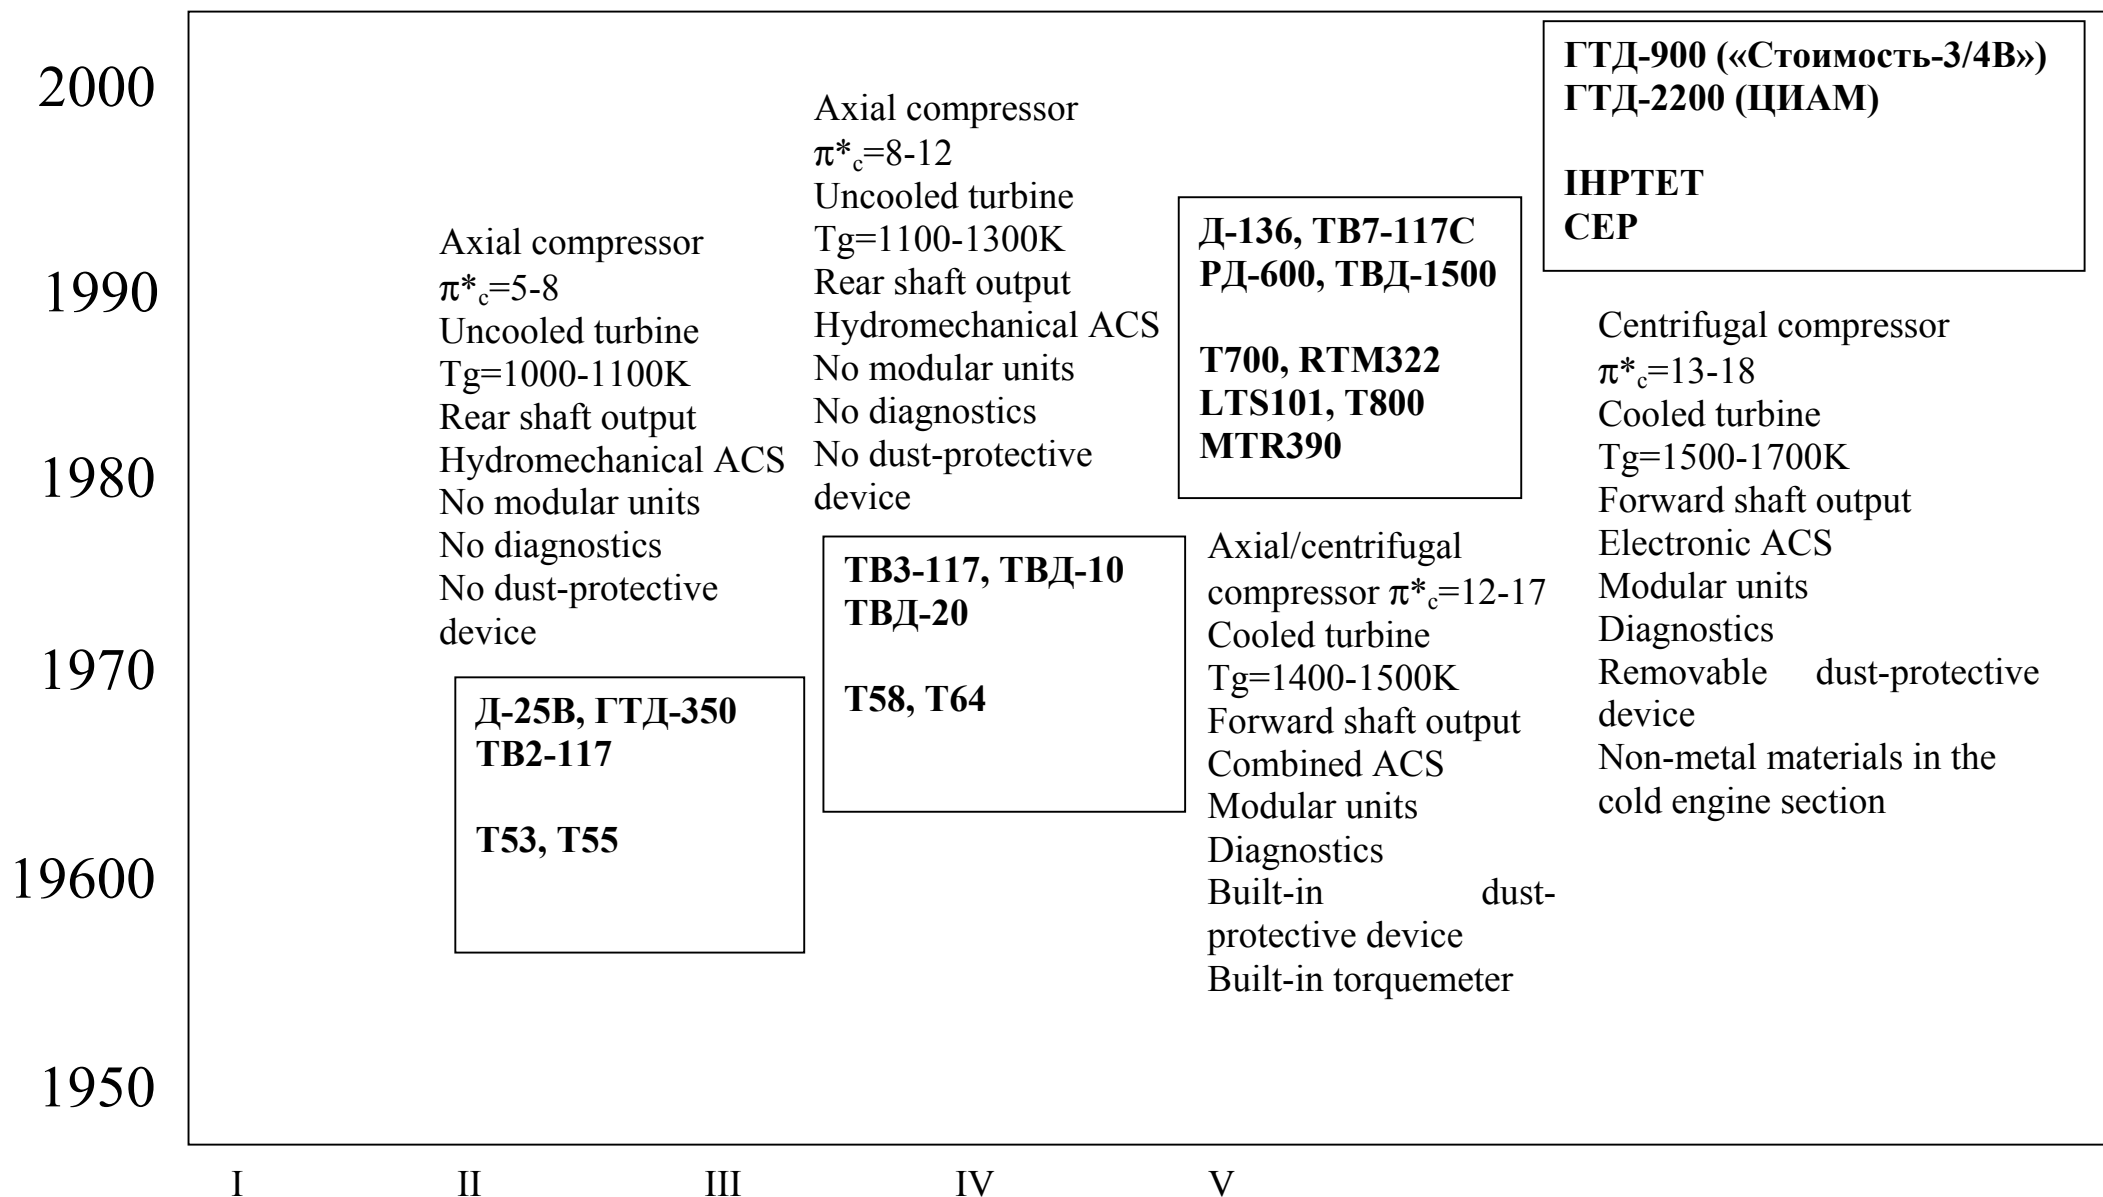 2000
1990
1980
1970
19600
1950
Axial compressor
π*c=5-8
Uncooled turbine
Tg=1000-1100K
Rear shaft output
Hydromechanical ACS
No modular units
No diagnostics
No dust-protective
device
Д-25В, ГТД-350
ТВ2-117
Т53, Т55
Axial compressor
π*c=8-12
Uncooled turbine
Tg=1100-1300K
Rear shaft output
Hydromechanical ACS
No modular units
No diagnostics
No dust-protective
device
ТВ3-117, ТВД-10
ТВД-20
Т58, Т64
Д-136, ТВ7-117С
РД-600, ТВД-1500
Т700, RTM322
LTS101, T800
MTR390
Axial/centrifugal
compressor π*c=12-17
Cooled turbine
Tg=1400-1500K
Forward shaft output
Combined ACS
Modular units
Diagnostics
Built-in dust-
protective device
Built-in torquemeter
ГТД-900 («Стоимость-3/4В»)
ГТД-2200 (ЦИАМ)
IHPTET
CEP
Centrifugal compressor
π*c=13-18
Cooled turbine
Tg=1500-1700K
Forward shaft output
Electronic ACS
Modular units
Diagnostics
Removable dust-protective
device
Non-metal materials in the
cold engine section
I II III IV V